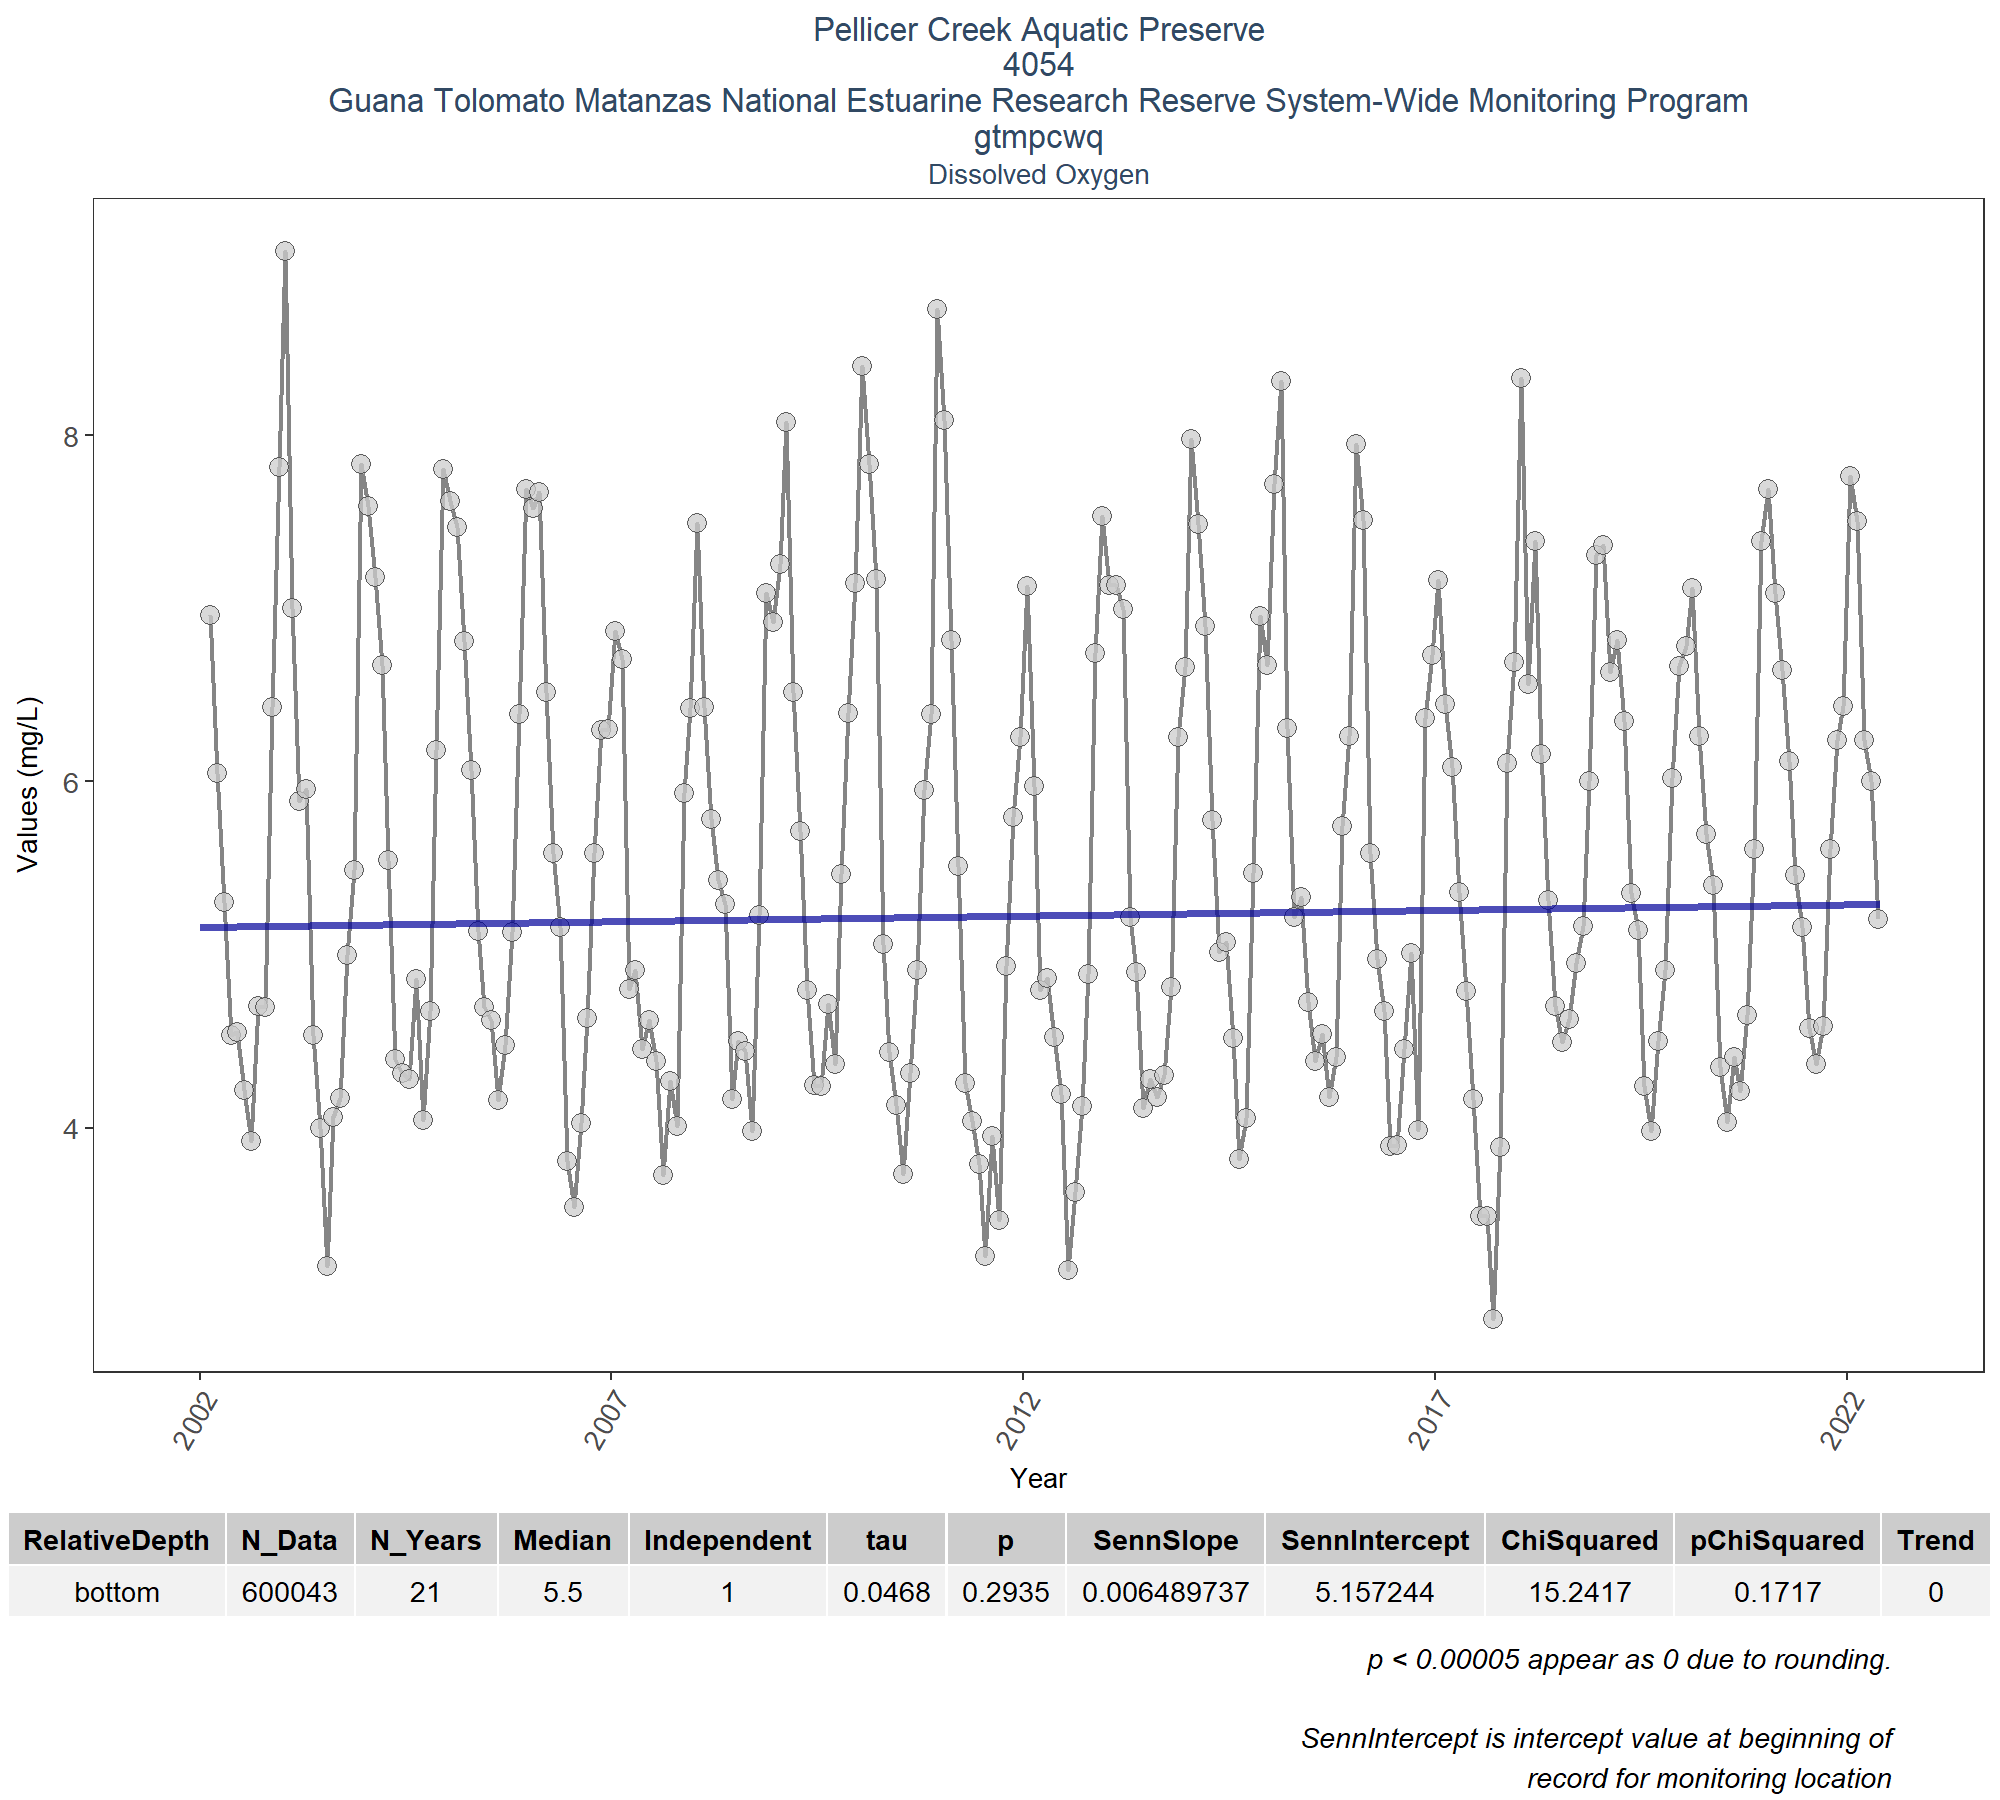 Pellicer Creek Aquatic Preserve
4054
Guana Tolomato Matanzas National Estuarine Research Reserve System-Wide Monitoring Program
gtmpcwq
Dissolved Oxygen
Values (mg/L)
8
6
4
2002 2007 2012 2017 2022
Year
RelativeDepth N_Data N_Years Median Independent tau p SennSlope SennIntercept ChiSquared pChiSquared Trend
bottom 600043 21 5.5 1 0.0468 0.2935 0.006489737 5.157244 15.2417 0.1717 0
p < 0.00005 appear as 0 due to rounding.
SennIntercept is intercept value at beginning of
record for monitoring location